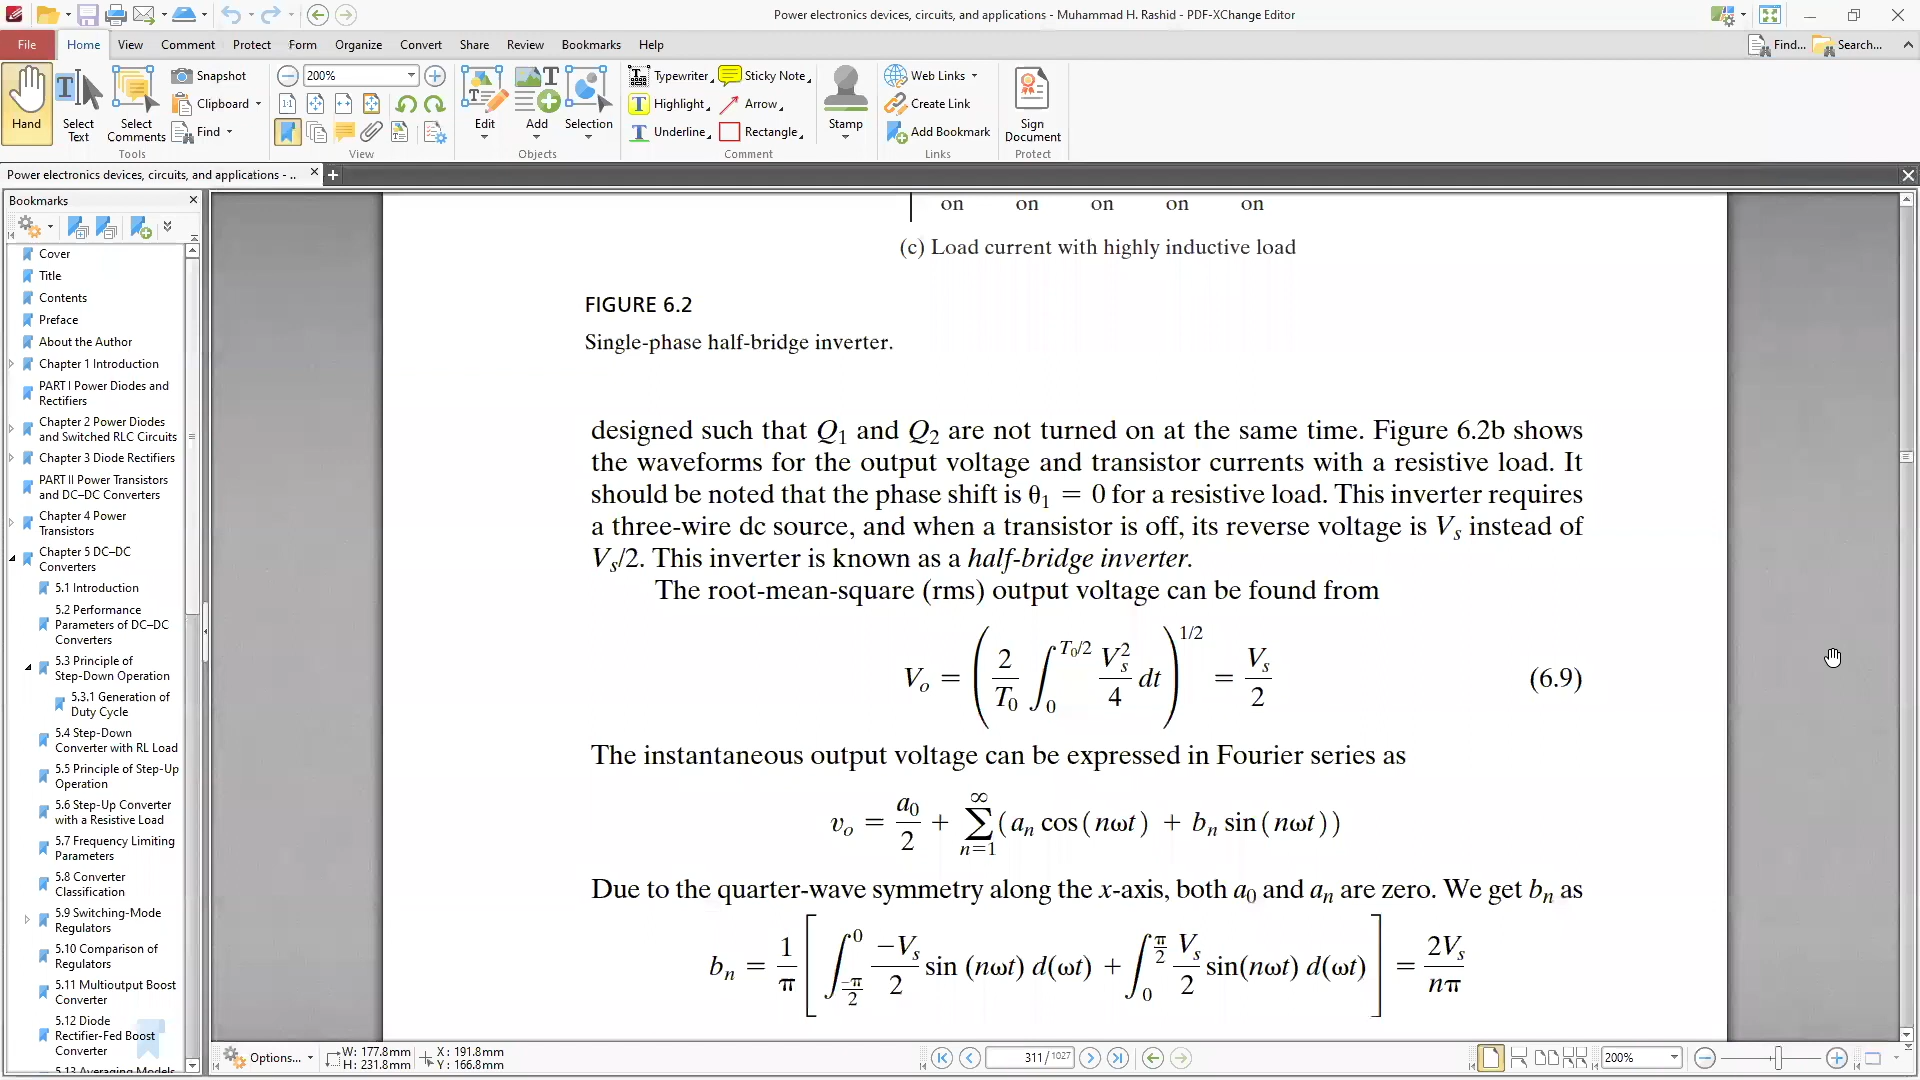 Power electronics devices, circuits, and applications - Muhammad H. Rashid - PDF-XChange Editor
File Home View Comment Protect Form Organize Convert Share Review Bookmarks Help
Find... Search...
Hand
Select Text
Select Comments
Snapshot
Clipboard
Find
Tools
200%
View
Edit
Add
Selection
Objects
Typewriter
Highlight
Underline
Sticky Note
Arrow
Rectangle
Stamp
Comment
Web Links
Create Link
Add Bookmark
Links
Sign Document
Protect
Power electronics devices, circuits, and applications - ..
Bookmarks
Cover
Title
Contents
Preface
About the Author
Chapter 1 Introduction
PART I Power Diodes and
Rectifiers
Chapter 2 Power Diodes
and Switched RLC Circuits
Chapter 3 Diode Rectifiers
PART II Power Transistors
and DC–DC Converters
Chapter 4 Power
Transistors
Chapter 5 DC–DC
Converters
5.1 Introduction
5.2 Performance
Parameters of DC–DC
Converters
5.3 Principle of
Step-Down Operation
5.3.1 Generation of
Duty Cycle
5.4 Step-Down
Converter with RL Load
5.5 Principle of Step-Up
Operation
5.6 Step-Up Converter
with a Resistive Load
5.7 Frequency Limiting
Parameters
5.8 Converter
Classification
5.9 Switching-Mode
Regulators
5.10 Comparison of
Regulators
5.11 Multioutput Boost
Converter
5.12 Diode
Rectifier-Fed Boost
Converter
5.13 Averaging Models
on on on on on
(c) Load current with highly inductive load
FIGURE 6.2
Single-phase half-bridge inverter.
designed such that Q1 and Q2 are not turned on at the same time. Figure 6.2b shows
the waveforms for the output voltage and transistor currents with a resistive load. It
should be noted that the phase shift is θ1 = 0 for a resistive load. This inverter requires
a three-wire dc source, and when a transistor is off, its reverse voltage is Vs instead of
Vs/2. This inverter is known as a half-bridge inverter.
The root-mean-square (rms) output voltage can be found from
Vo = ( 2/T0 ∫_0^{T0/2} Vs²/4 dt )^{1/2} = Vs/2 (6.9)
The instantaneous output voltage can be expressed in Fourier series as
vo = a0/2 + ∑_{n=1}^{∞} (an cos(nωt) + bn sin(nωt))
Due to the quarter-wave symmetry along the x-axis, both a0 and an are zero. We get bn as
bn = 1/π [ ∫_{-π/2}^{0} -Vs/2 sin (nωt) d(ωt) + ∫_0^{π/2} Vs/2 sin(nωt) d(ωt) ] = 2Vs/nπ
Options...
W: 177.8mm
H: 231.8mm
X: 191.8mm
Y: 166.8mm
311/1027
200%